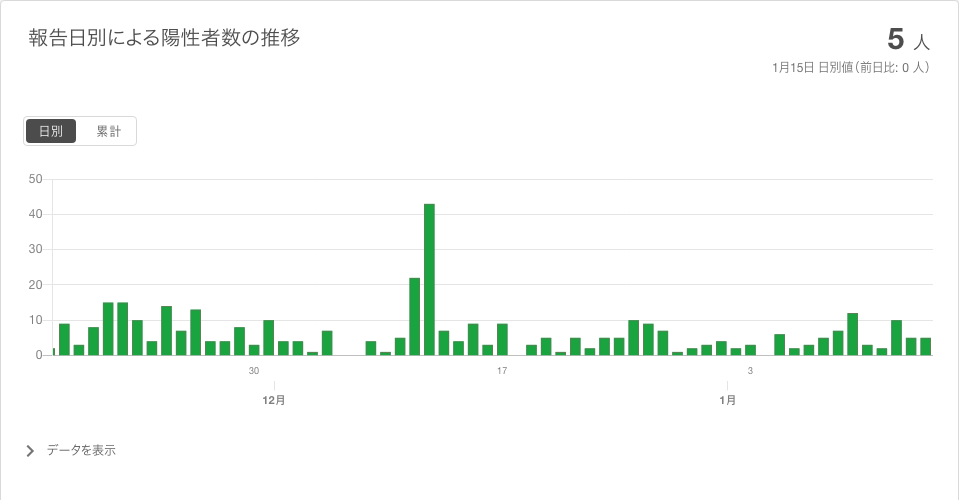 報告日別による陽性者数の推移
5 人
1月15日 日別値（前日比: 0 人）
日別 累計
50
40
30
20
10
0
30 17 3
12月 1月
データを表示